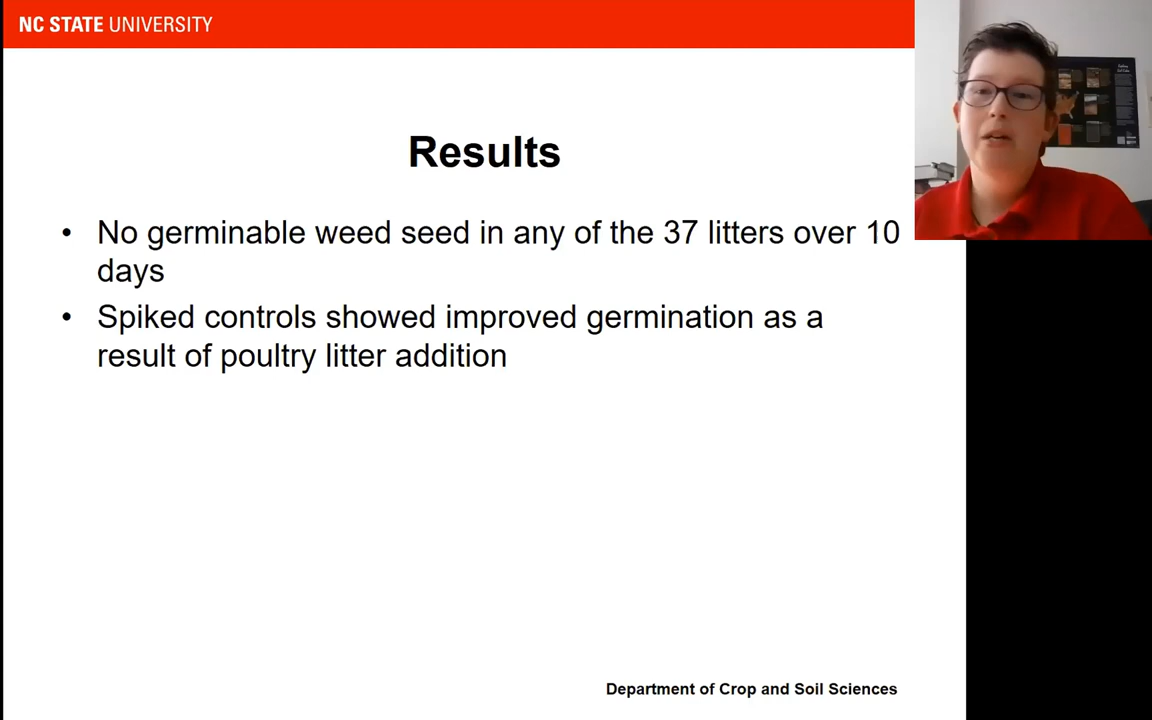 NC STATE UNIVERSITY
Results
• No germinable weed seed in any of the 37 litters over 10
days
• Spiked controls showed improved germination as a
result of poultry litter addition
Department of Crop and Soil Sciences